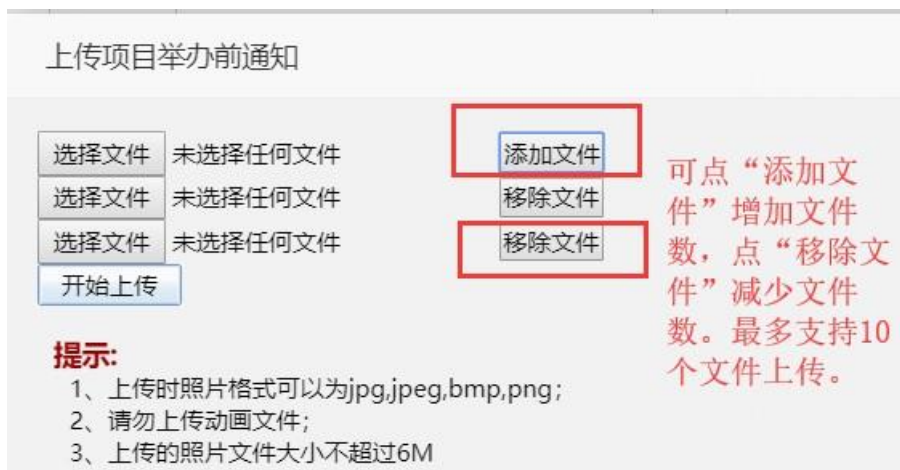 上传项目举办前通知
选择文件 未选择任何文件 添加文件
选择文件 未选择任何文件 移除文件
选择文件 未选择任何文件 移除文件
开始上传
可点“添加文
件”增加文件
数，点“移除文
件”减少文件
数。最多支持10
个文件上传。
提示:
1、上传时照片格式可以为jpg,jpeg,bmp,png;
2、请勿上传动画文件;
3、上传的照片文件大小不超过6M